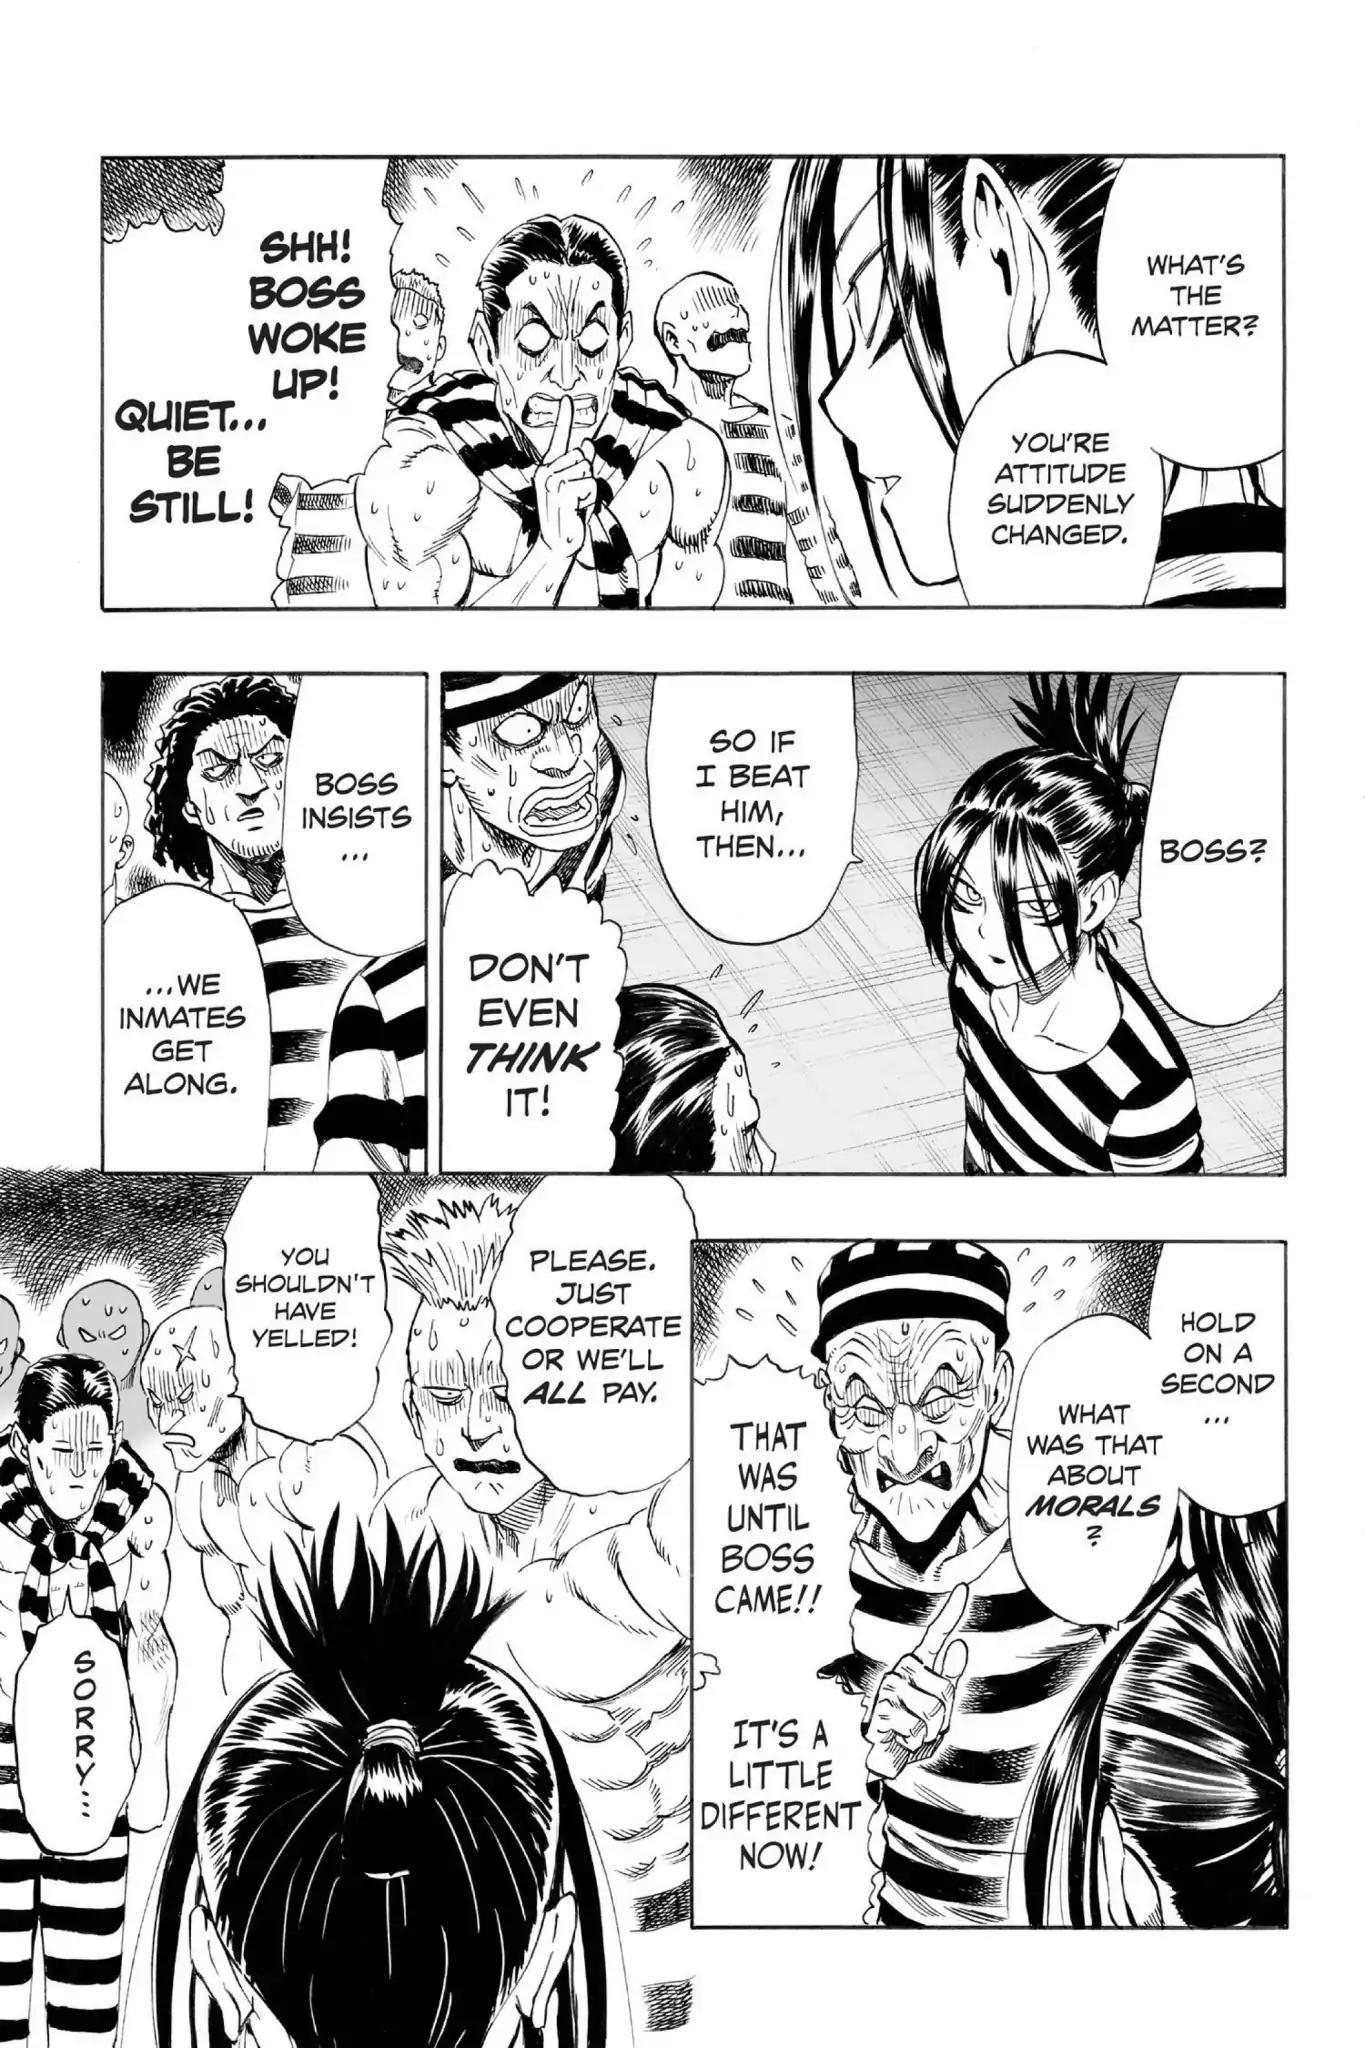 WHAT'S
THE
MATTER?
YOU'RE
ATTITUDE
SUDDENLY
CHANGED.
SHH!
BOSS
WOKE
UP!
QUIET...
BE
STILL!
BOSS?
SO IF
I BEAT
HIM,
THEN...
DON'T
EVEN
THINK
IT!
BOSS
INSISTS
...
...WE
INMATES
GET
ALONG.
HOLD
ON A
SECOND
...
WHAT
WAS THAT
ABOUT
MORALS
?
THAT
WAS
UNTIL
BOSS
CAME!!
IT'S A
LITTLE
DIFFERENT
NOW!
PLEASE.
JUST
COOPERATE
OR WE'LL
ALL PAY.
YOU
SHOULDN'T
HAVE
YELLED!
SORRY...